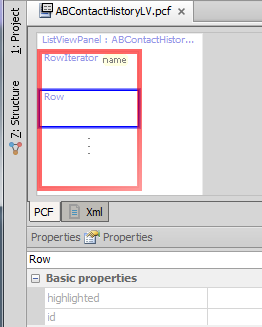 ABContactHistoryLV.pcf ×
1: Project
ListViewPanel : ABContactHistor...
RowIterator name
Row
Z: Structure
PCF Xml
Properties Properties
Row
Basic properties
highlighted
id